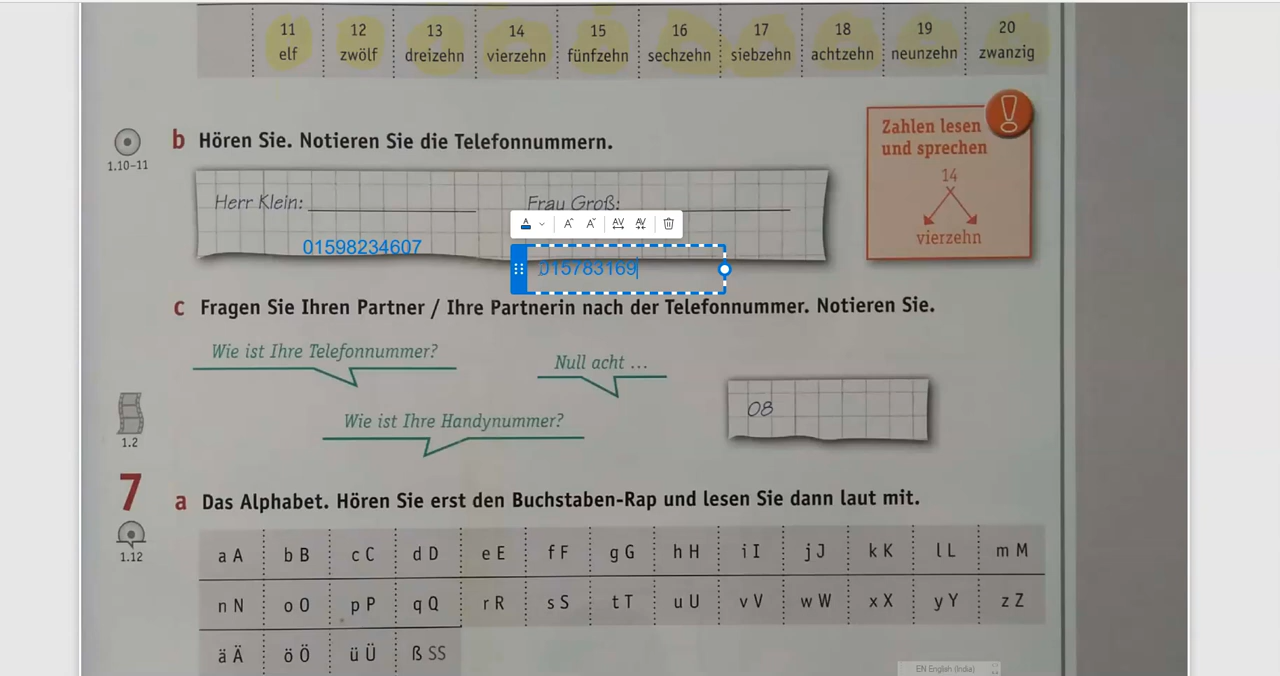 11 12 13 14 15 16 17 18 19 20
elf zwölf dreizehn vierzehn fünfzehn sechzehn siebzehn achtzehn neunzehn zwanzig
1.10–11
b Hören Sie. Notieren Sie die Telefonnummern.
Herr Klein: Frau Groß:
01598234607
015783169
Zahlen lesen
und sprechen
14
vierzehn
c Fragen Sie Ihren Partner / Ihre Partnerin nach der Telefonnummer. Notieren Sie.
Wie ist Ihre Telefonnummer?
Null acht ...
Wie ist Ihre Handynummer?
08
1.2
7 a Das Alphabet. Hören Sie erst den Buchstaben-Rap und lesen Sie dann laut mit.
1.12
a A b B c C d D e E f F g G h H i I j J k K l L m M
n N o O p P q Q r R s S t T u U v V w W x X y Y z Z
ä Ä ö Ö ü Ü ß SS
EN English (India)